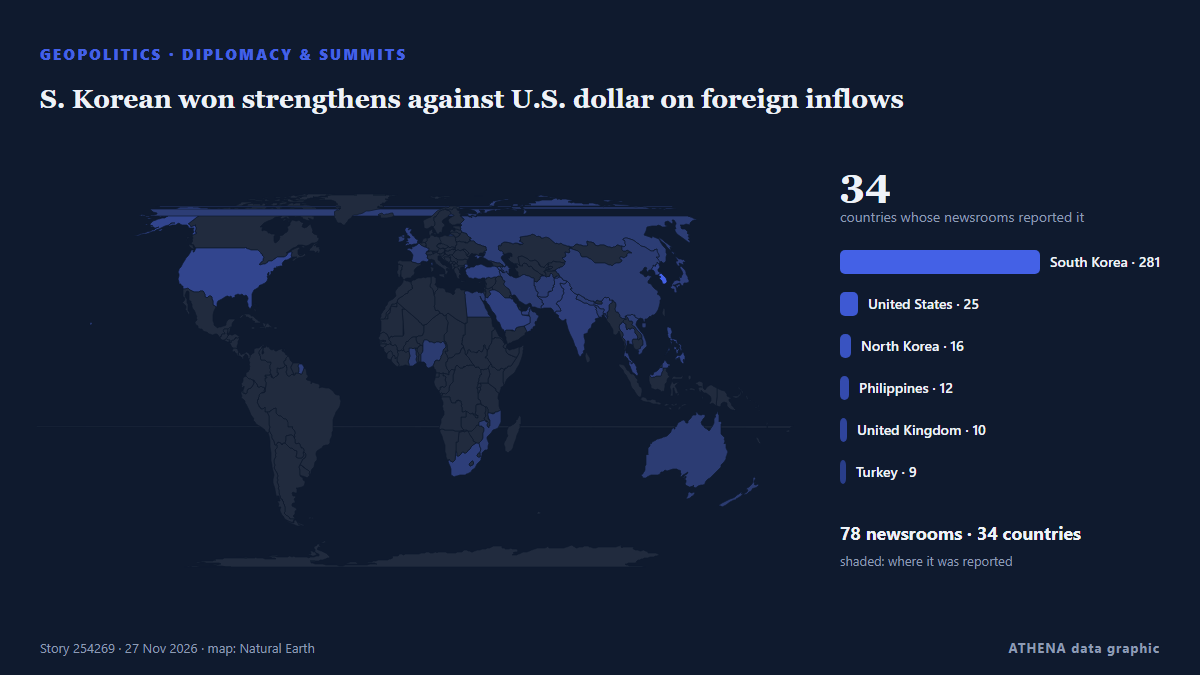 GEOPOLITICS · DIPLOMACY & SUMMITS
S. Korean won strengthens against U.S. dollar on foreign inflows
34
countries whose newsrooms reported it
South Korea · 281
United States · 25
North Korea · 16
Philippines · 12
United Kingdom · 10
Turkey · 9
78 newsrooms · 34 countries
shaded: where it was reported
Story 254269 · 27 Nov 2026 · map: Natural Earth
ATHENA data graphic